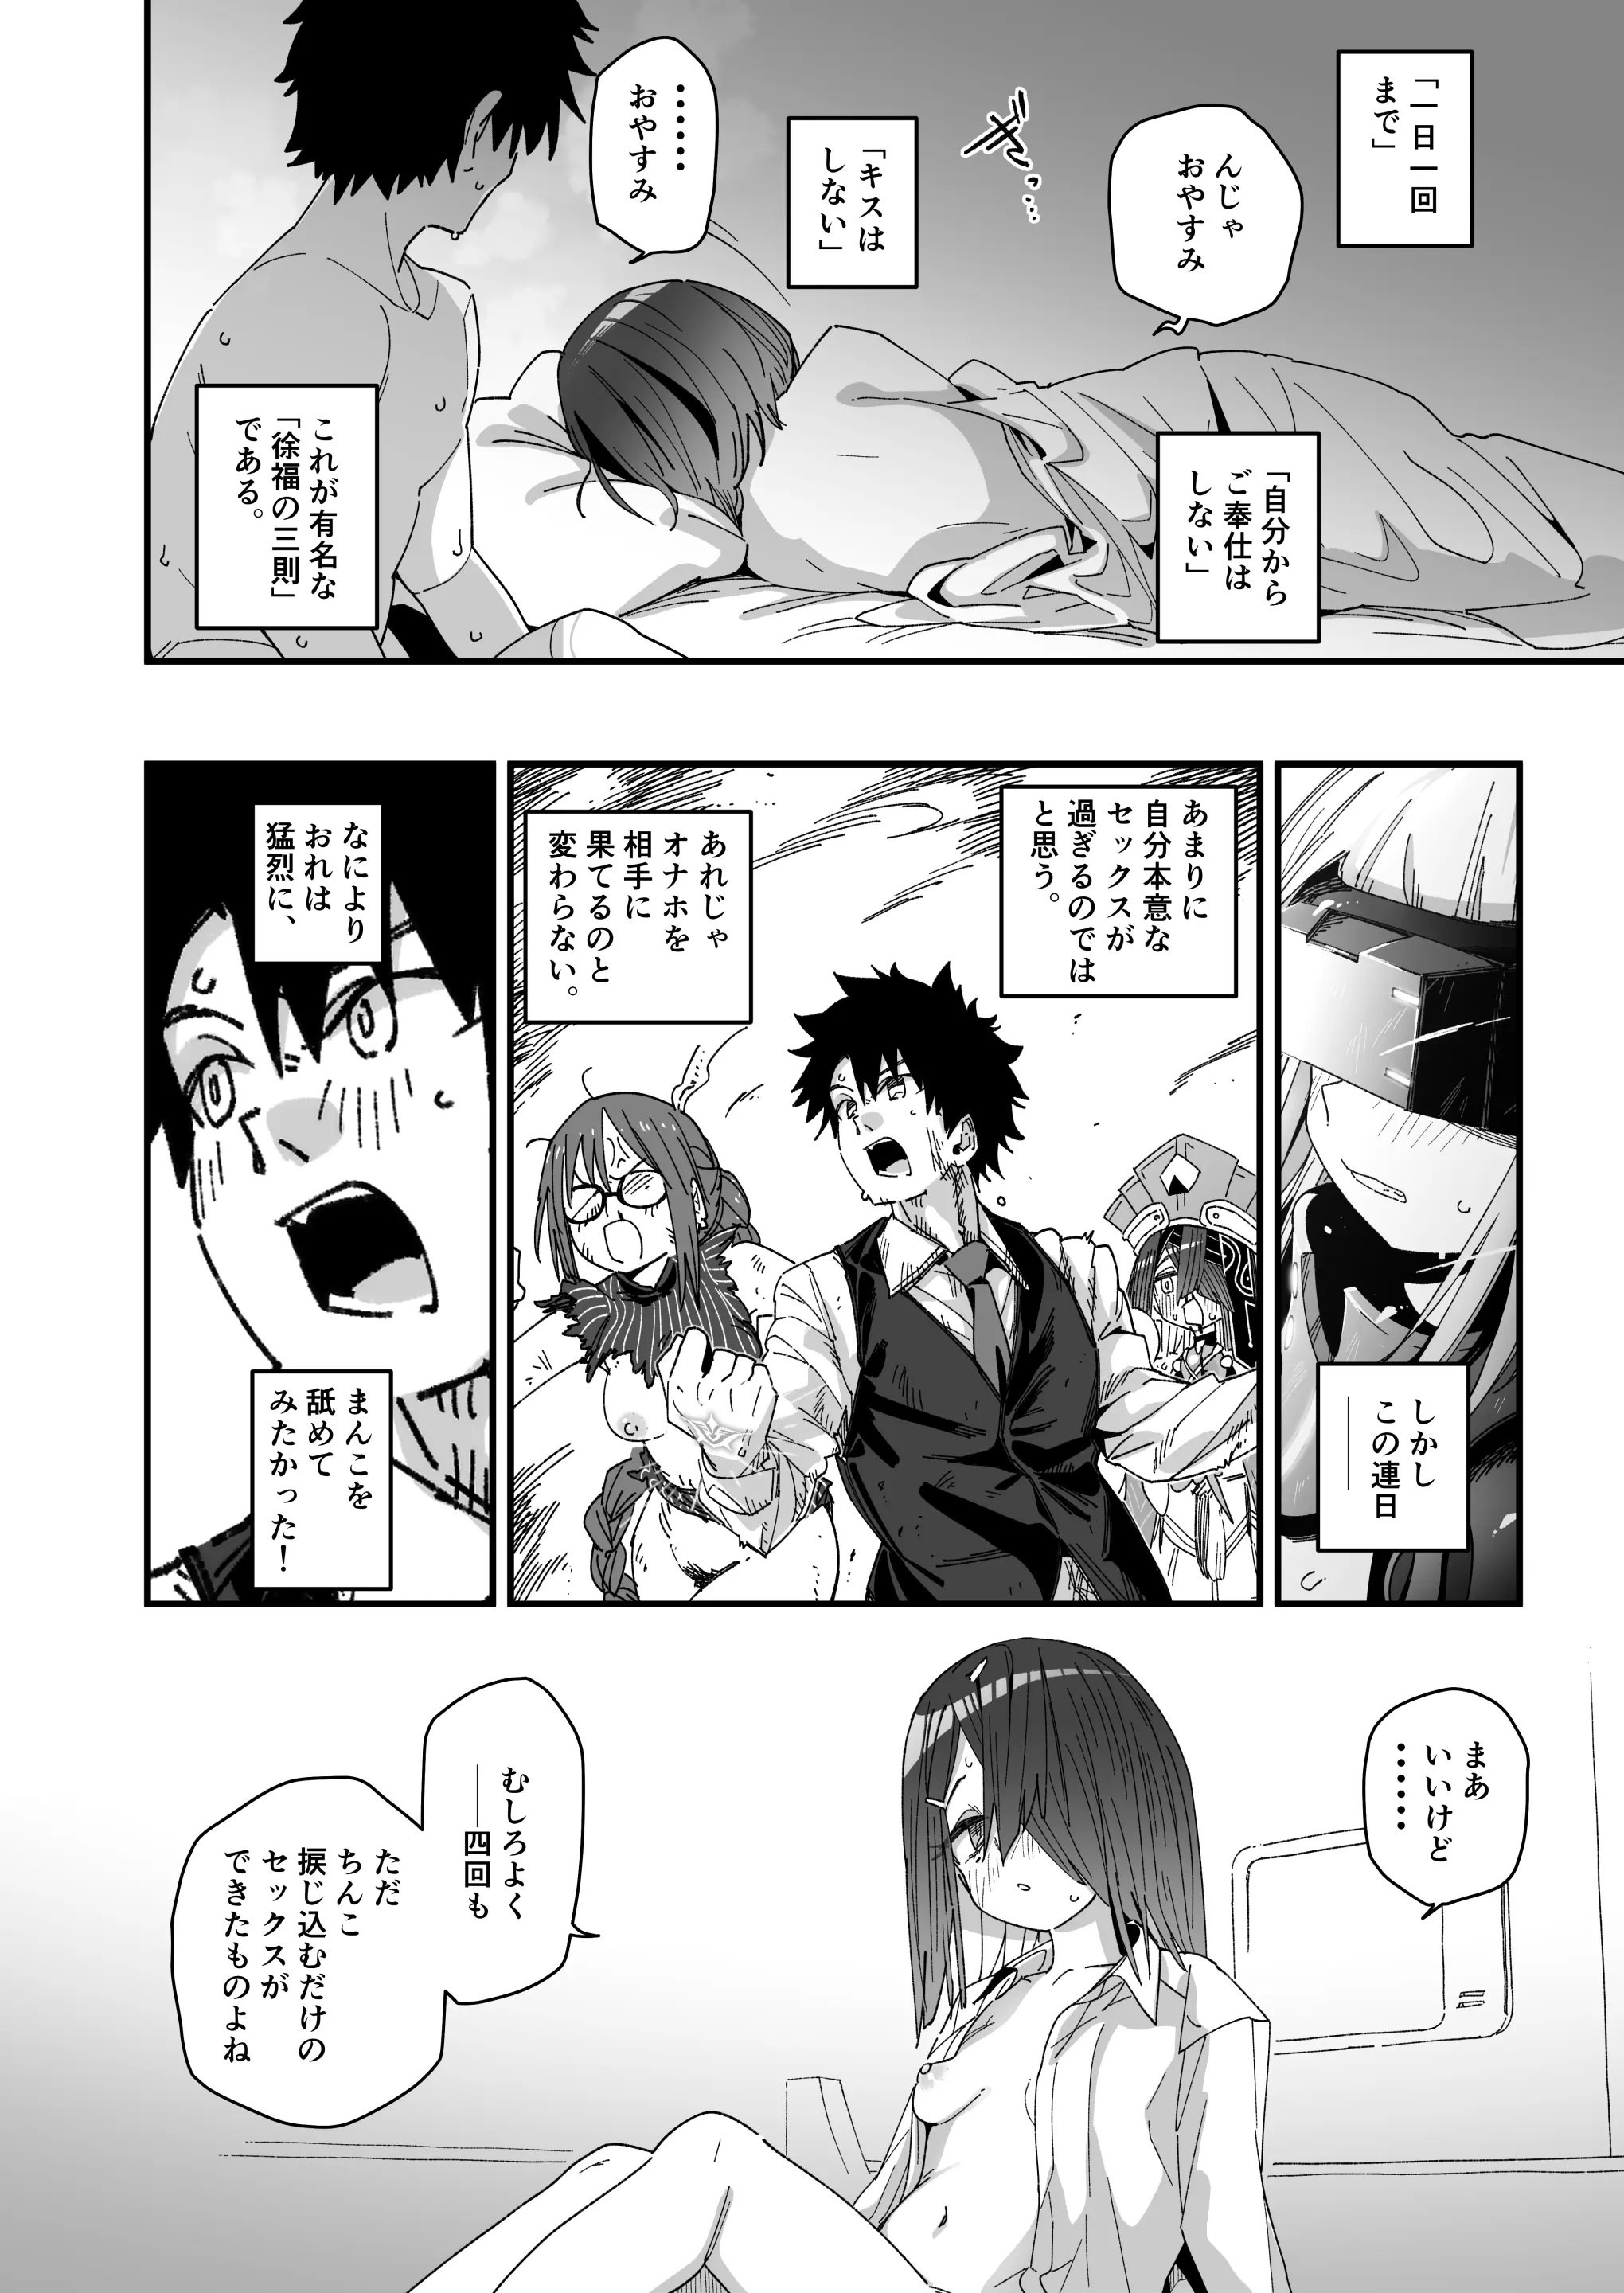 「一日一回
まで」
んじゃ
おやすみ
ギ
っ…
「キスは
しない」
……
おやすみ
「自分から
ご奉仕は
しない」
これが有名な
「徐福の三則」
である。
しかし
この連日
――
あまりに
自分本意な
セックスが
過ぎるのでは
と思う。
あれじゃ
オナホを
相手に
果てるのと
変わらない。
なにより
おれは
猛烈に、
まんこを
舐めて
みたかった！
まあ
いいけど
……
むしろよく
――四回も
ただ
ちんこ
捩じ込むだけの
セックスが
できたものよね